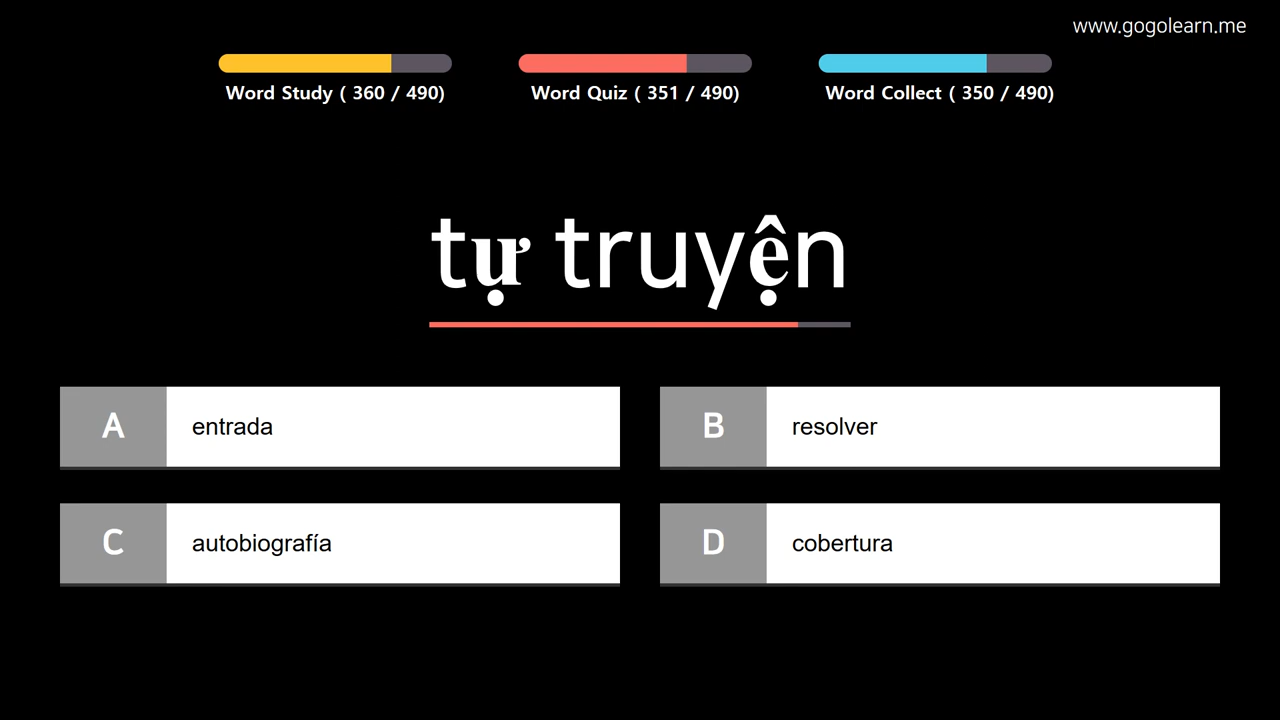 www.gogolearn.me
Word Study ( 360 / 490)
Word Quiz ( 351 / 490)
Word Collect ( 350 / 490)
tự truyện
A entrada
B resolver
C autobiografía
D cobertura